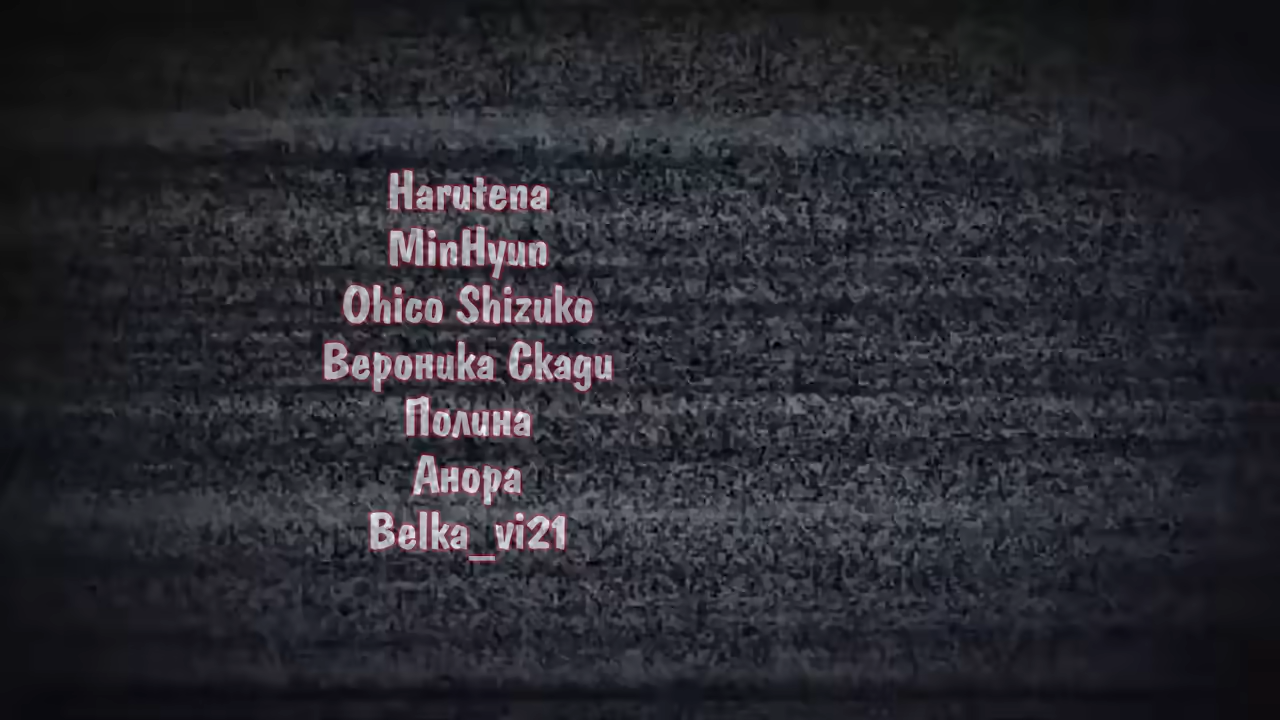 Harutena
MinHyun
Ohico Shizuko
Вероника Скади
Полина
Анора
Belka_vi21